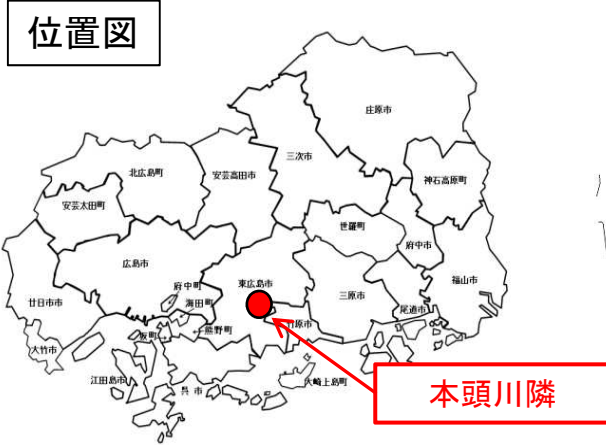 位置図
庄原市
三次市
北広島町
安芸高田市
神石高原町
安芸太田町
世羅町
府中市
広島市
府中町
東広島市
福山市
廿日市市
海田町
三原市
尾道市
坂町
熊野町
竹原市
大竹市
江田島市
呉市
大崎上島町
本頭川隣